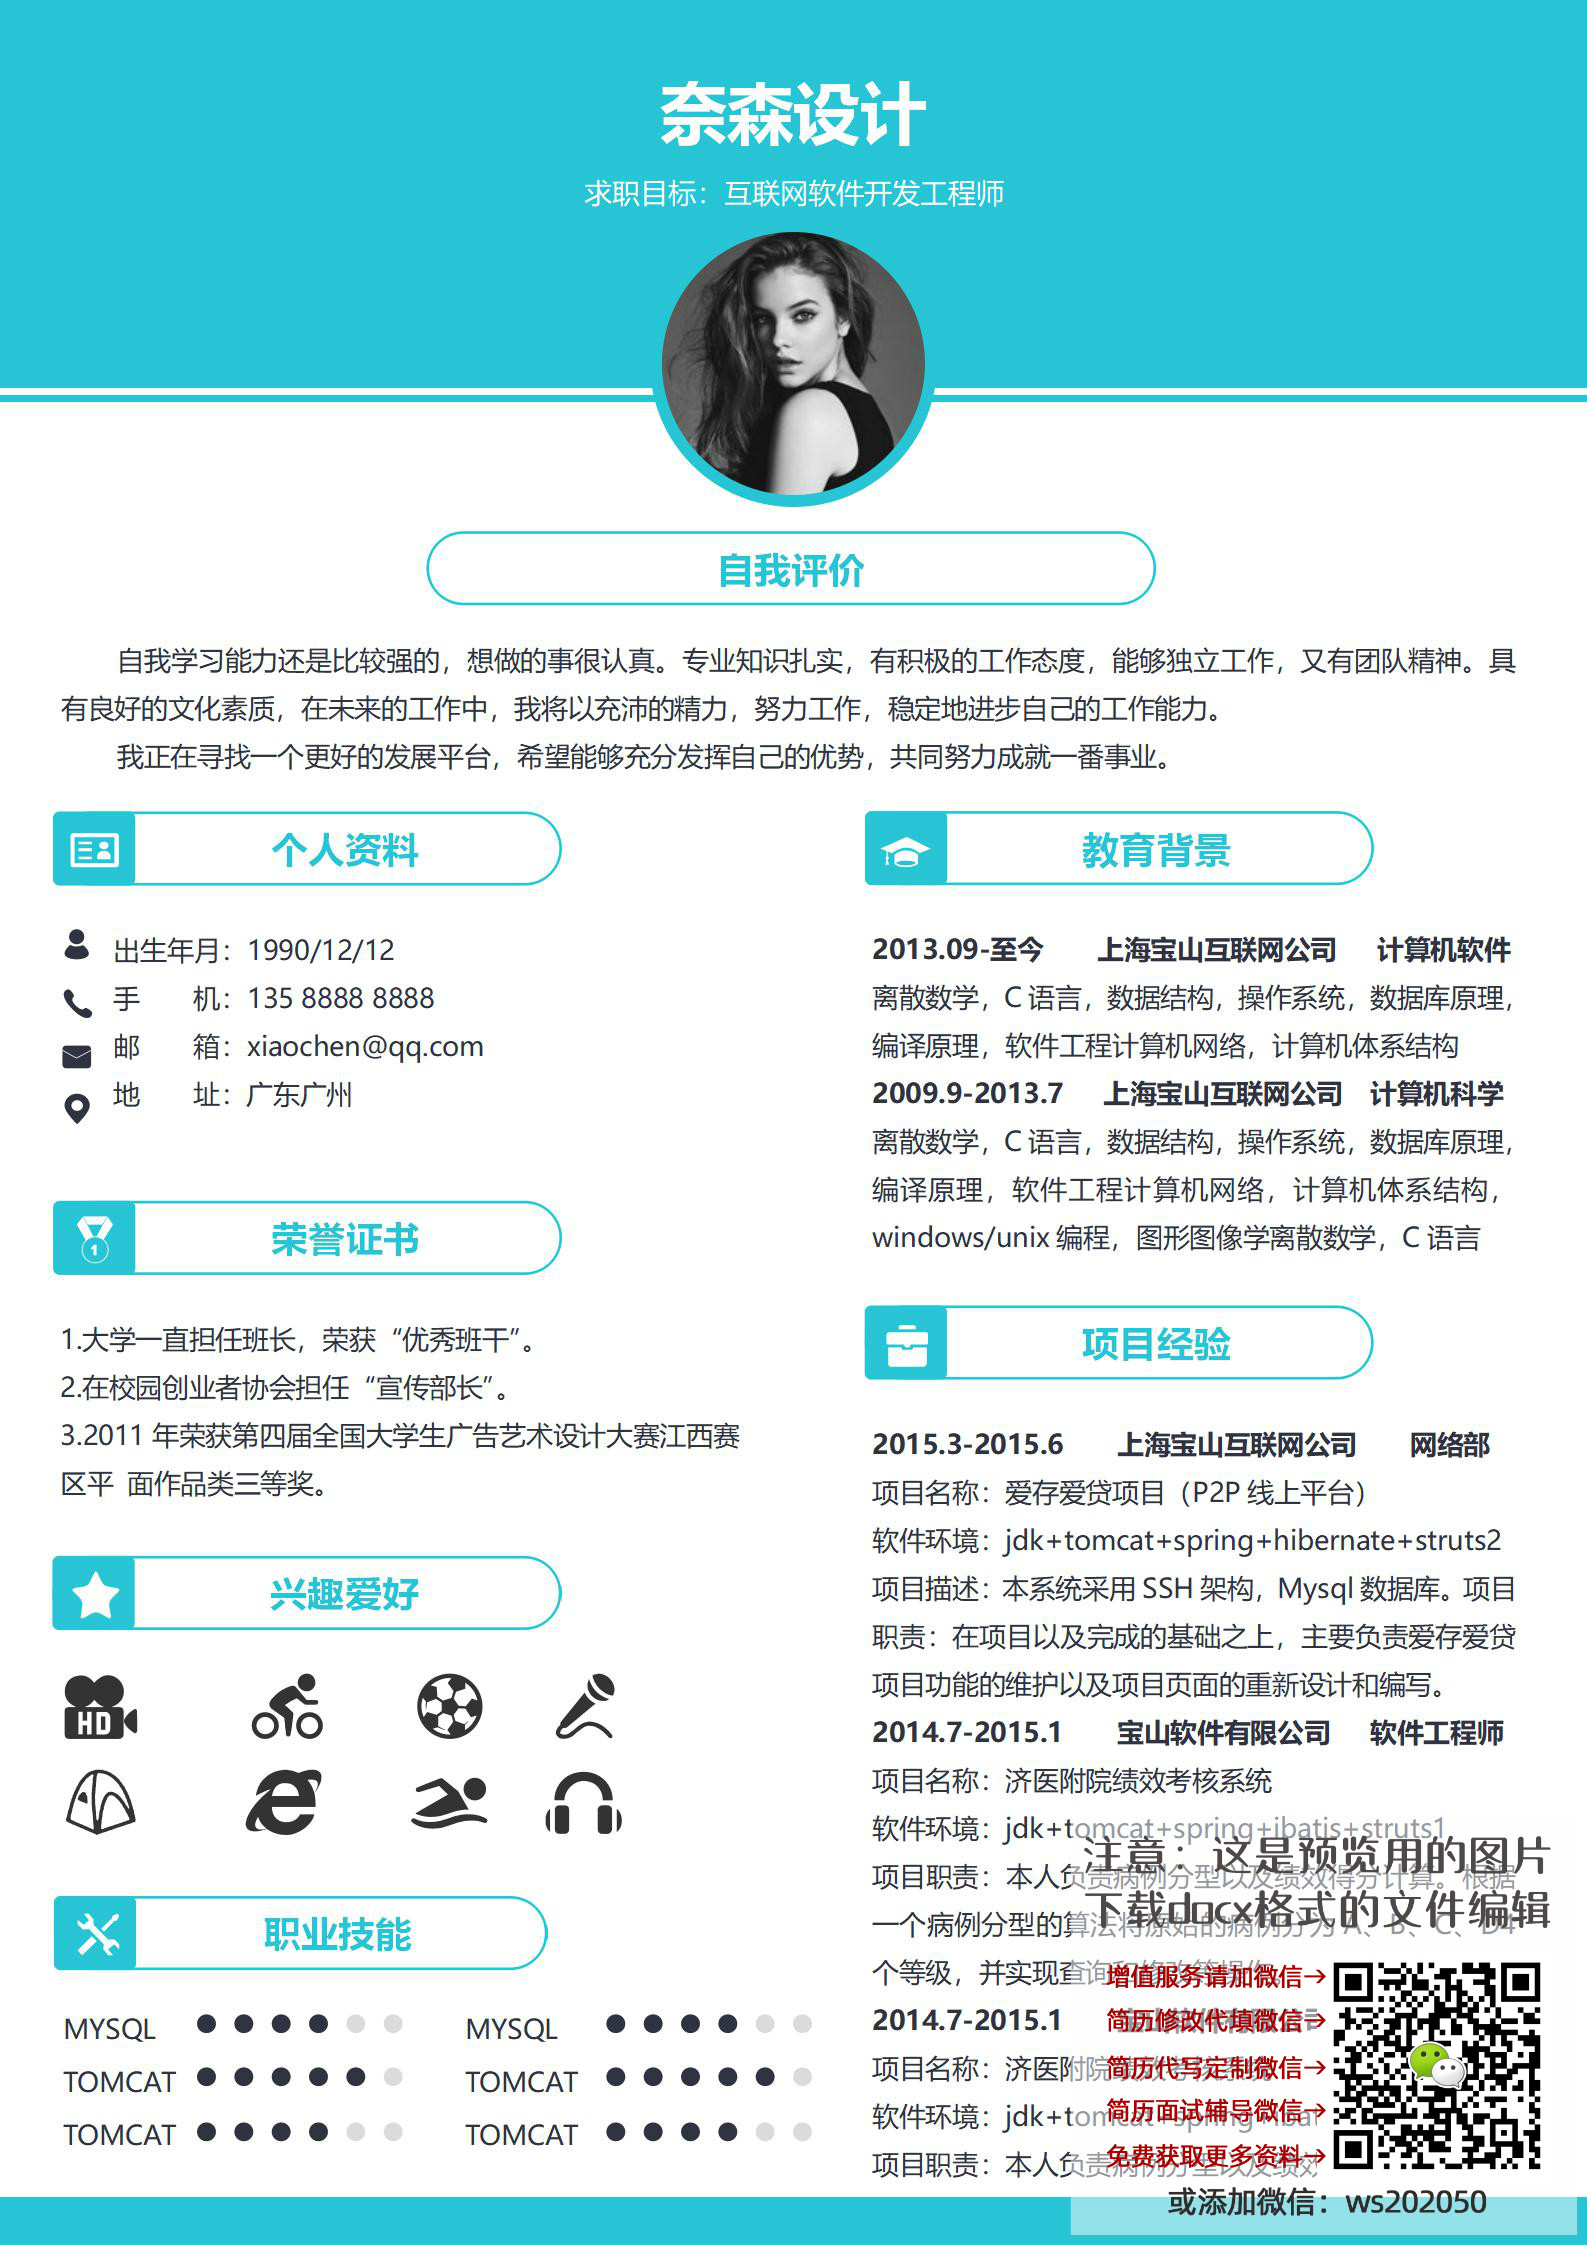 奈森设计
求职目标：互联网软件开发工程师
自我评价
自我学习能力还是比较强的，想做的事很认真。专业知识扎实，有积极的工作态度，能够独立工作，又有团队精神。具
有良好的文化素质，在未来的工作中，我将以充沛的精力，努力工作，稳定地进步自己的工作能力。
我正在寻找一个更好的发展平台，希望能够充分发挥自己的优势，共同努力成就一番事业。
个人资料
出生年月：1990/12/12
手 机：135 8888 8888
邮 箱：xiaochen@qq.com
地 址：广东广州
荣誉证书
1.大学一直担任班长，荣获“优秀班干”。
2.在校园创业者协会担任“宣传部长”。
3.2011 年荣获第四届全国大学生广告艺术设计大赛江西赛
区平 面作品类三等奖。
兴趣爱好
HD
职业技能
MYSQL
TOMCAT
TOMCAT
MYSQL
TOMCAT
TOMCAT
教育背景
2013.09-至今 上海宝山互联网公司 计算机软件
离散数学，C 语言，数据结构，操作系统，数据库原理，
编译原理，软件工程计算机网络，计算机体系结构
2009.9-2013.7 上海宝山互联网公司 计算机科学
离散数学，C 语言，数据结构，操作系统，数据库原理，
编译原理，软件工程计算机网络，计算机体系结构，
windows/unix 编程，图形图像学离散数学，C 语言
项目经验
2015.3-2015.6 上海宝山互联网公司 网络部
项目名称：爱存爱贷项目（P2P 线上平台）
软件环境：jdk+tomcat+spring+hibernate+struts2
项目描述：本系统采用 SSH 架构，Mysql 数据库。项目
职责：在项目以及完成的基础之上，主要负责爱存爱贷
项目功能的维护以及项目页面的重新设计和编写。
2014.7-2015.1 宝山软件有限公司 软件工程师
项目名称：济医附院绩效考核系统
软件环境：jdk+tomcat+spring+ibatis+struts1
项目职责：本人负责病例分型以及绩效得分计算。根据
一个病例分型的算法将原始的病例分为 A、B、C、D4
个等级，并实现查询和修改等操作。
2014.7-2015.1 宝山软件有限公司
项目名称：济医附院绩效考核系统
软件环境：jdk+tomcat+spring+ibat
项目职责：本人负责病例分型以及绩效
注意：这是预览用的图片
下载docx格式的文件编辑
增值服务请加微信→
简历修改代填微信→
简历代写定制微信→
简历面试辅导微信→
免费获取更多资料→
或添加微信：ws202050